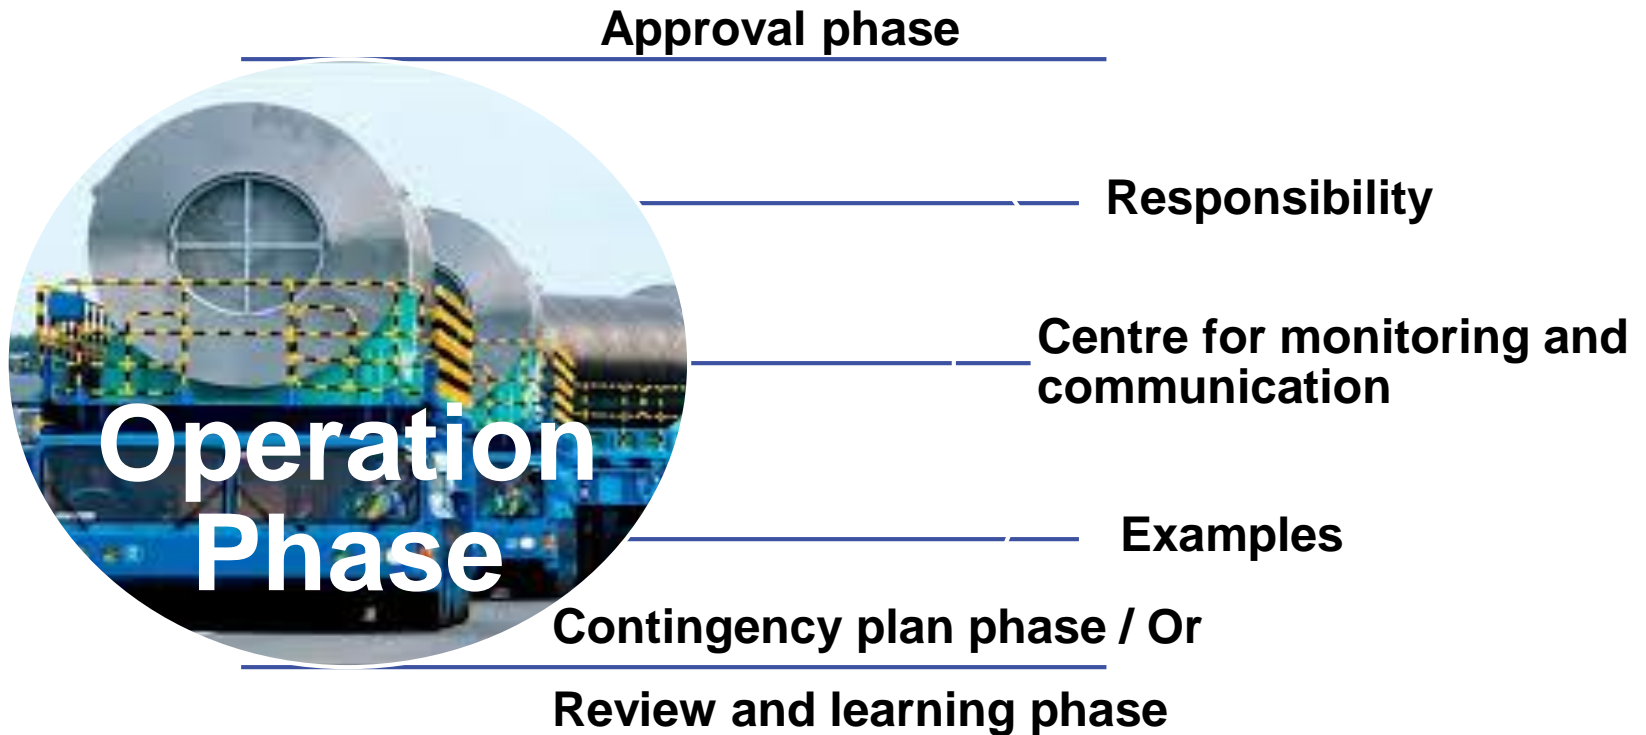 Approval phase
Responsibility
Centre for monitoring and
communication
Operation
Phase
Examples
Contingency plan phase / Or
Review and learning phase